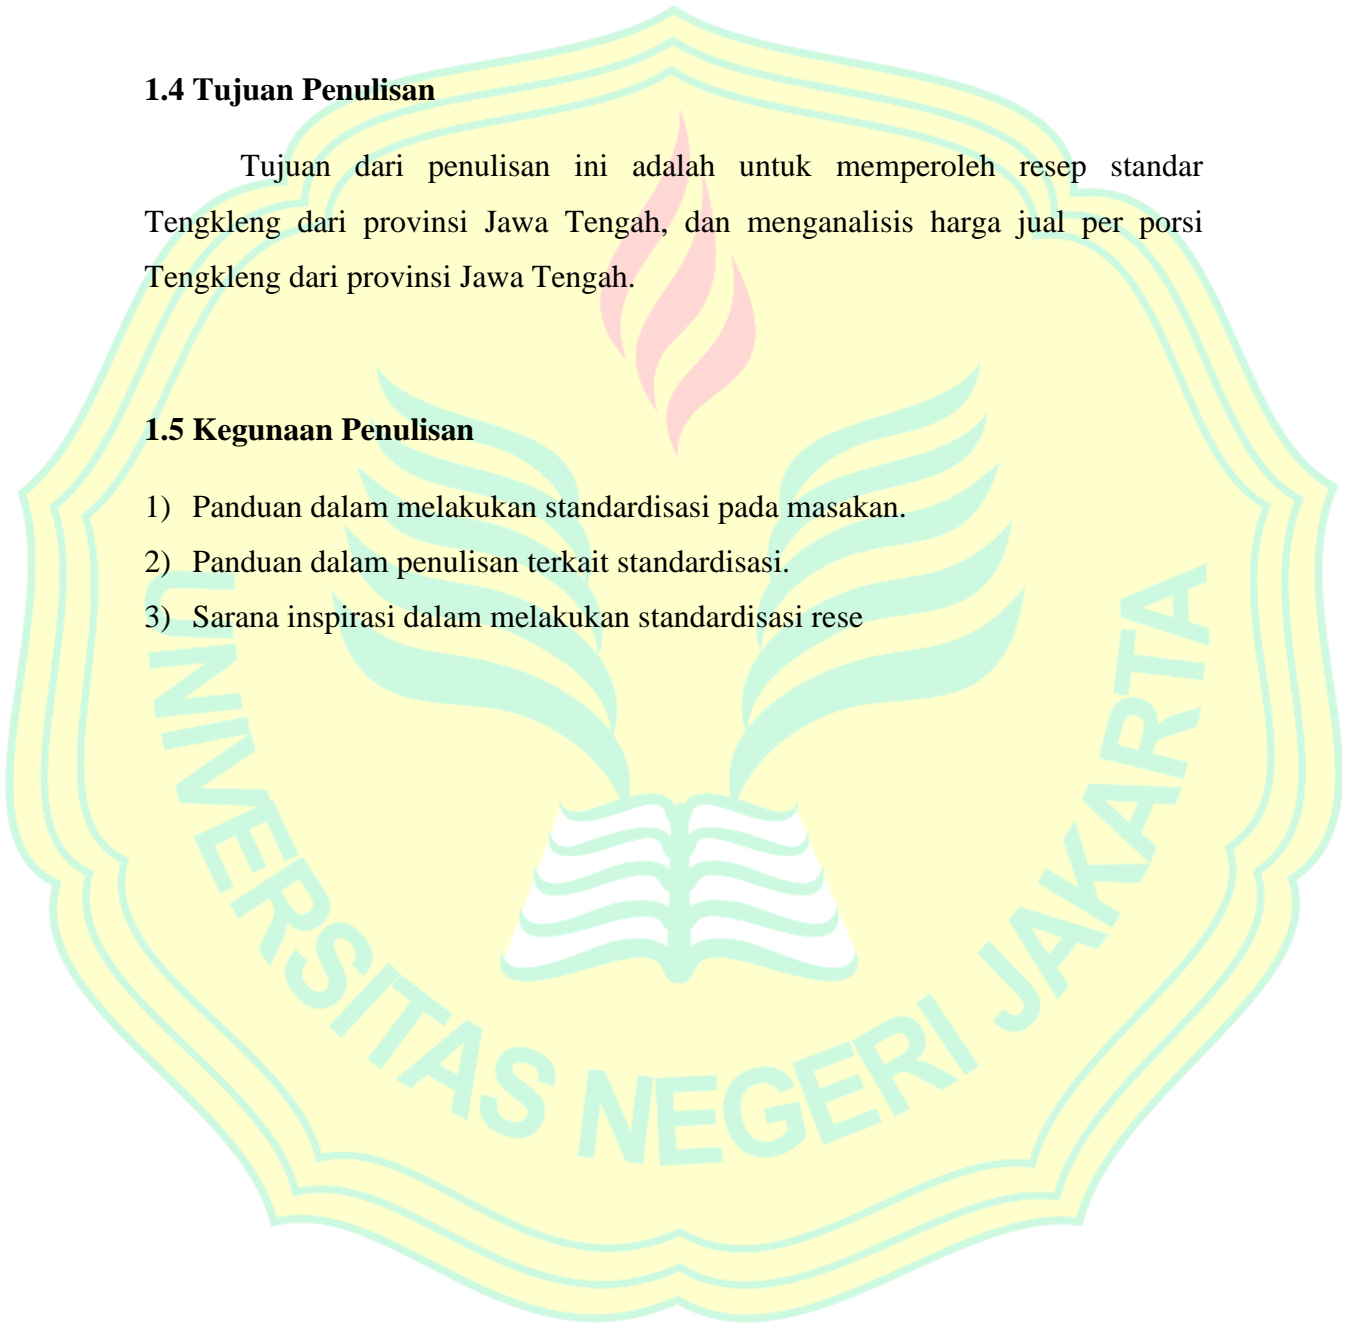 1.4 Tujuan Penulisan
Tujuan dari penulisan ini adalah untuk memperoleh resep standar
Tengkleng dari provinsi Jawa Tengah, dan menganalisis harga jual per porsi
Tengkleng dari provinsi Jawa Tengah.
1.5 Kegunaan Penulisan
1) Panduan dalam melakukan standardisasi pada masakan.
2) Panduan dalam penulisan terkait standardisasi.
3) Sarana inspirasi dalam melakukan standardisasi rese
UNIVERSITAS NEGERI JAKARTA